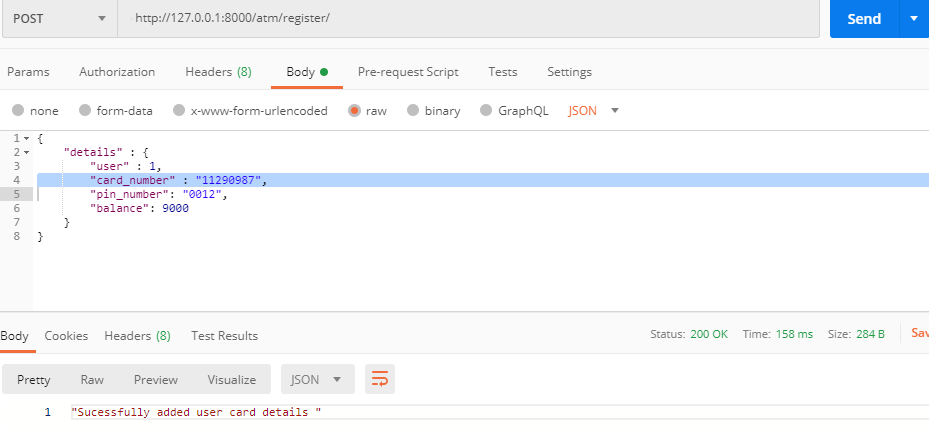 POST http://127.0.0.1:8000/atm/register/ Send
Params Authorization Headers (8) Body Pre-request Script Tests Settings
none form-data x-www-form-urlencoded raw binary GraphQL JSON
1 {
2 "details" : {
3 "user" : 1,
4 "card_number" : "11290987",
5 "pin_number": "0012",
6 "balance": 9000
7 }
8 }
Body Cookies Headers (8) Test Results Status: 200 OK Time: 158 ms Size: 284 B Sav
Pretty Raw Preview Visualize JSON
1 "Sucessfully added user card details "